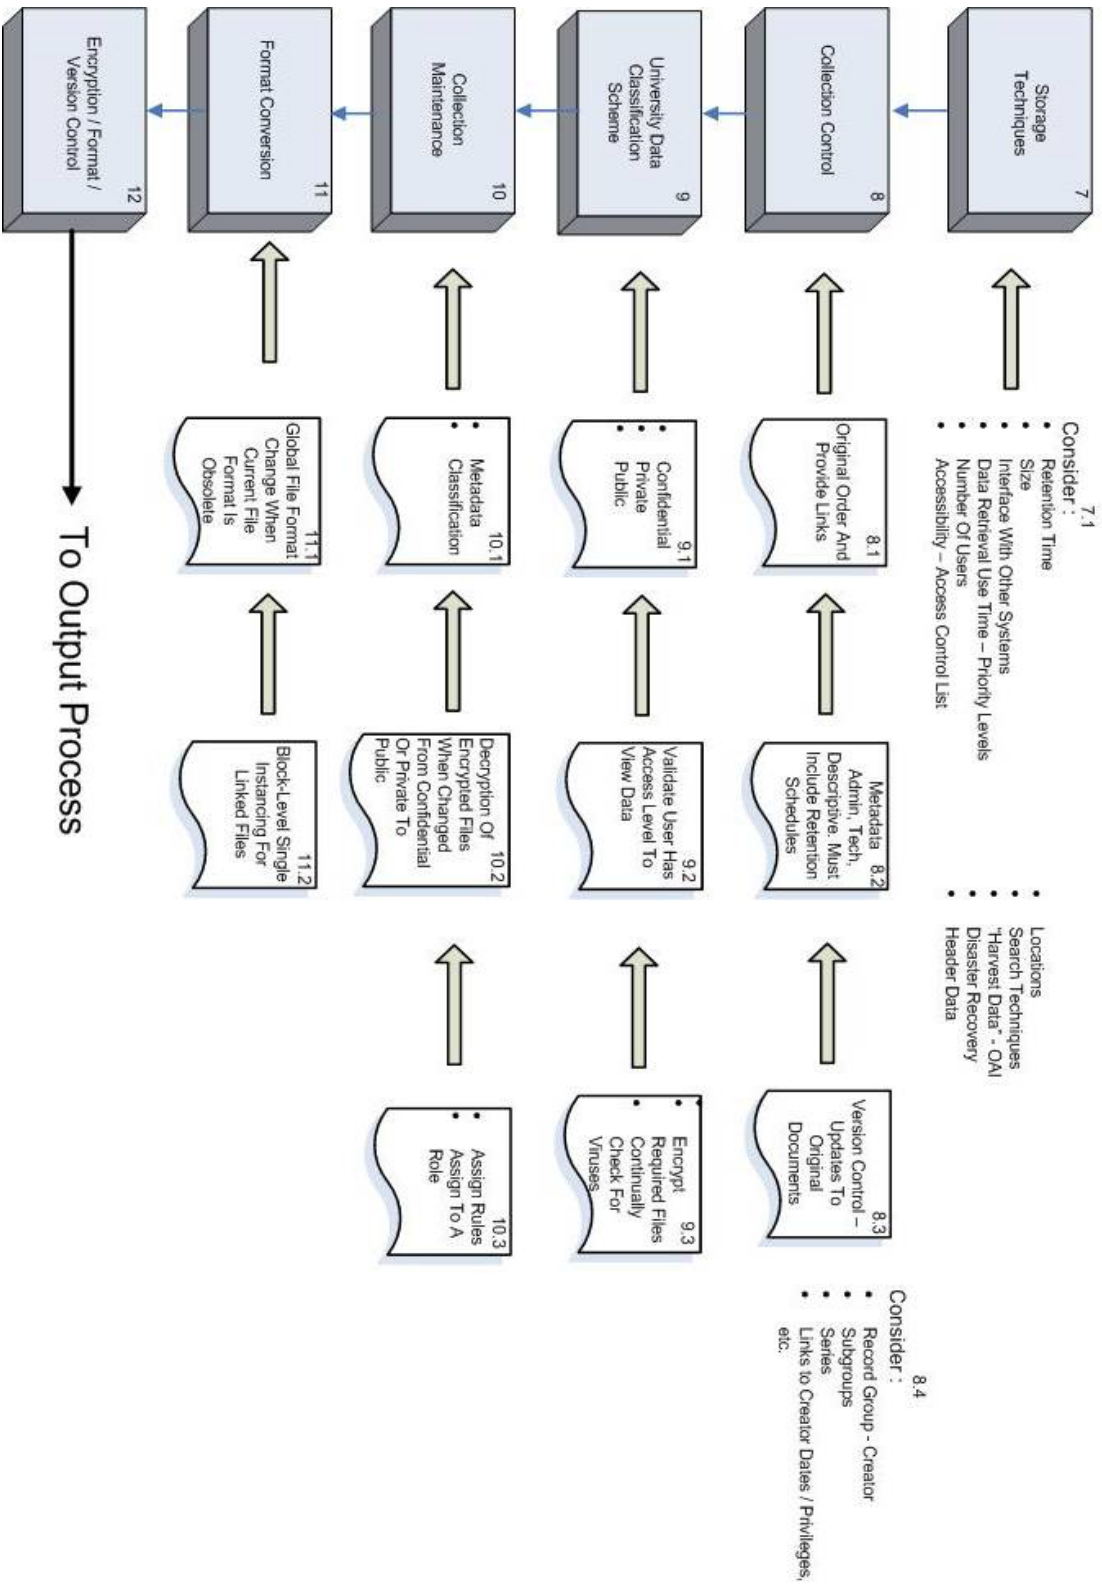 7
Storage
Techniques
7.1
Consider :
• Retention Time
• Size
• Interface With Other Systems
• Data Retrieval Use Time – Priority Levels
• Number Of Users
• Accessibility – Access Control List
• Locations
• Search Techniques
• "Harvest Data" - OAI
• Disaster Recovery
• Header Data
8
Collection Control
8.1
Original Order And
Provide Links
8.2
Metadata
Admin, Tech,
Descriptive. Must
Include Retention
Schedules
8.3
Version Control –
Updates To
Original
Documents
8.4
Consider :
• Record Group - Creator
• Subgroups
• Series
• Links to Creator Dates / Privileges,
etc.
9
University Data
Classification
Scheme
9.1
• Confidential
• Private
• Public
9.2
Validate User Has
Access Level To
View Data
9.3
• Encrypt
• Required Files
• Continually
Check For
Viruses
10
Collection
Maintenance
10.1
• Metadata
• Classification
10.2
Decryption Of
Encrypted Files
When Changed
From Confidential
Or Private To
Public
10.3
• Assign Rules
• Assign To A
Role
11
Format Conversion
11.1
Global File Format
Change When
Current File
Format Is
Obsolete
11.2
Block-Level Single
Instancing For
Linked Files
12
Encryption / Format /
Version Control
To Output Process